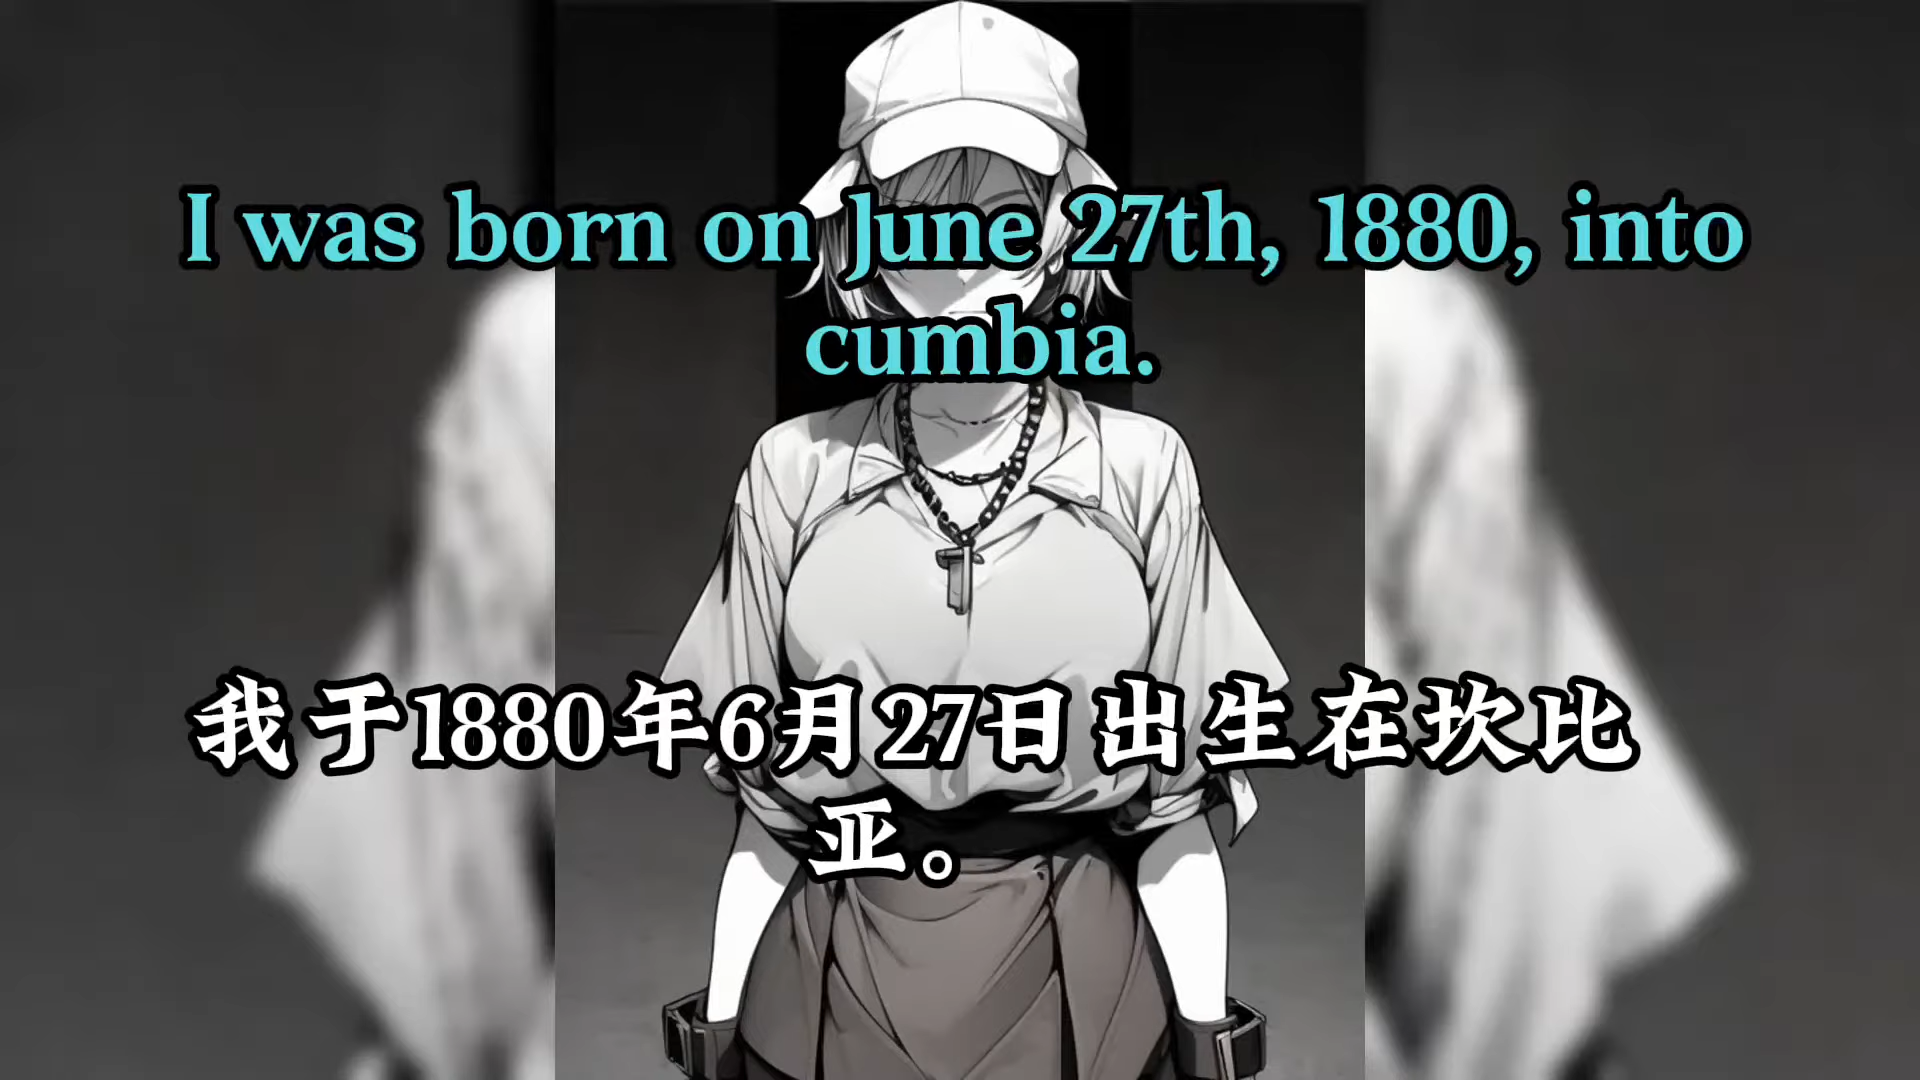 I was born on June 27th, 1880, into
cumbia.
我于1880年6月27日出生在坎比
亚。